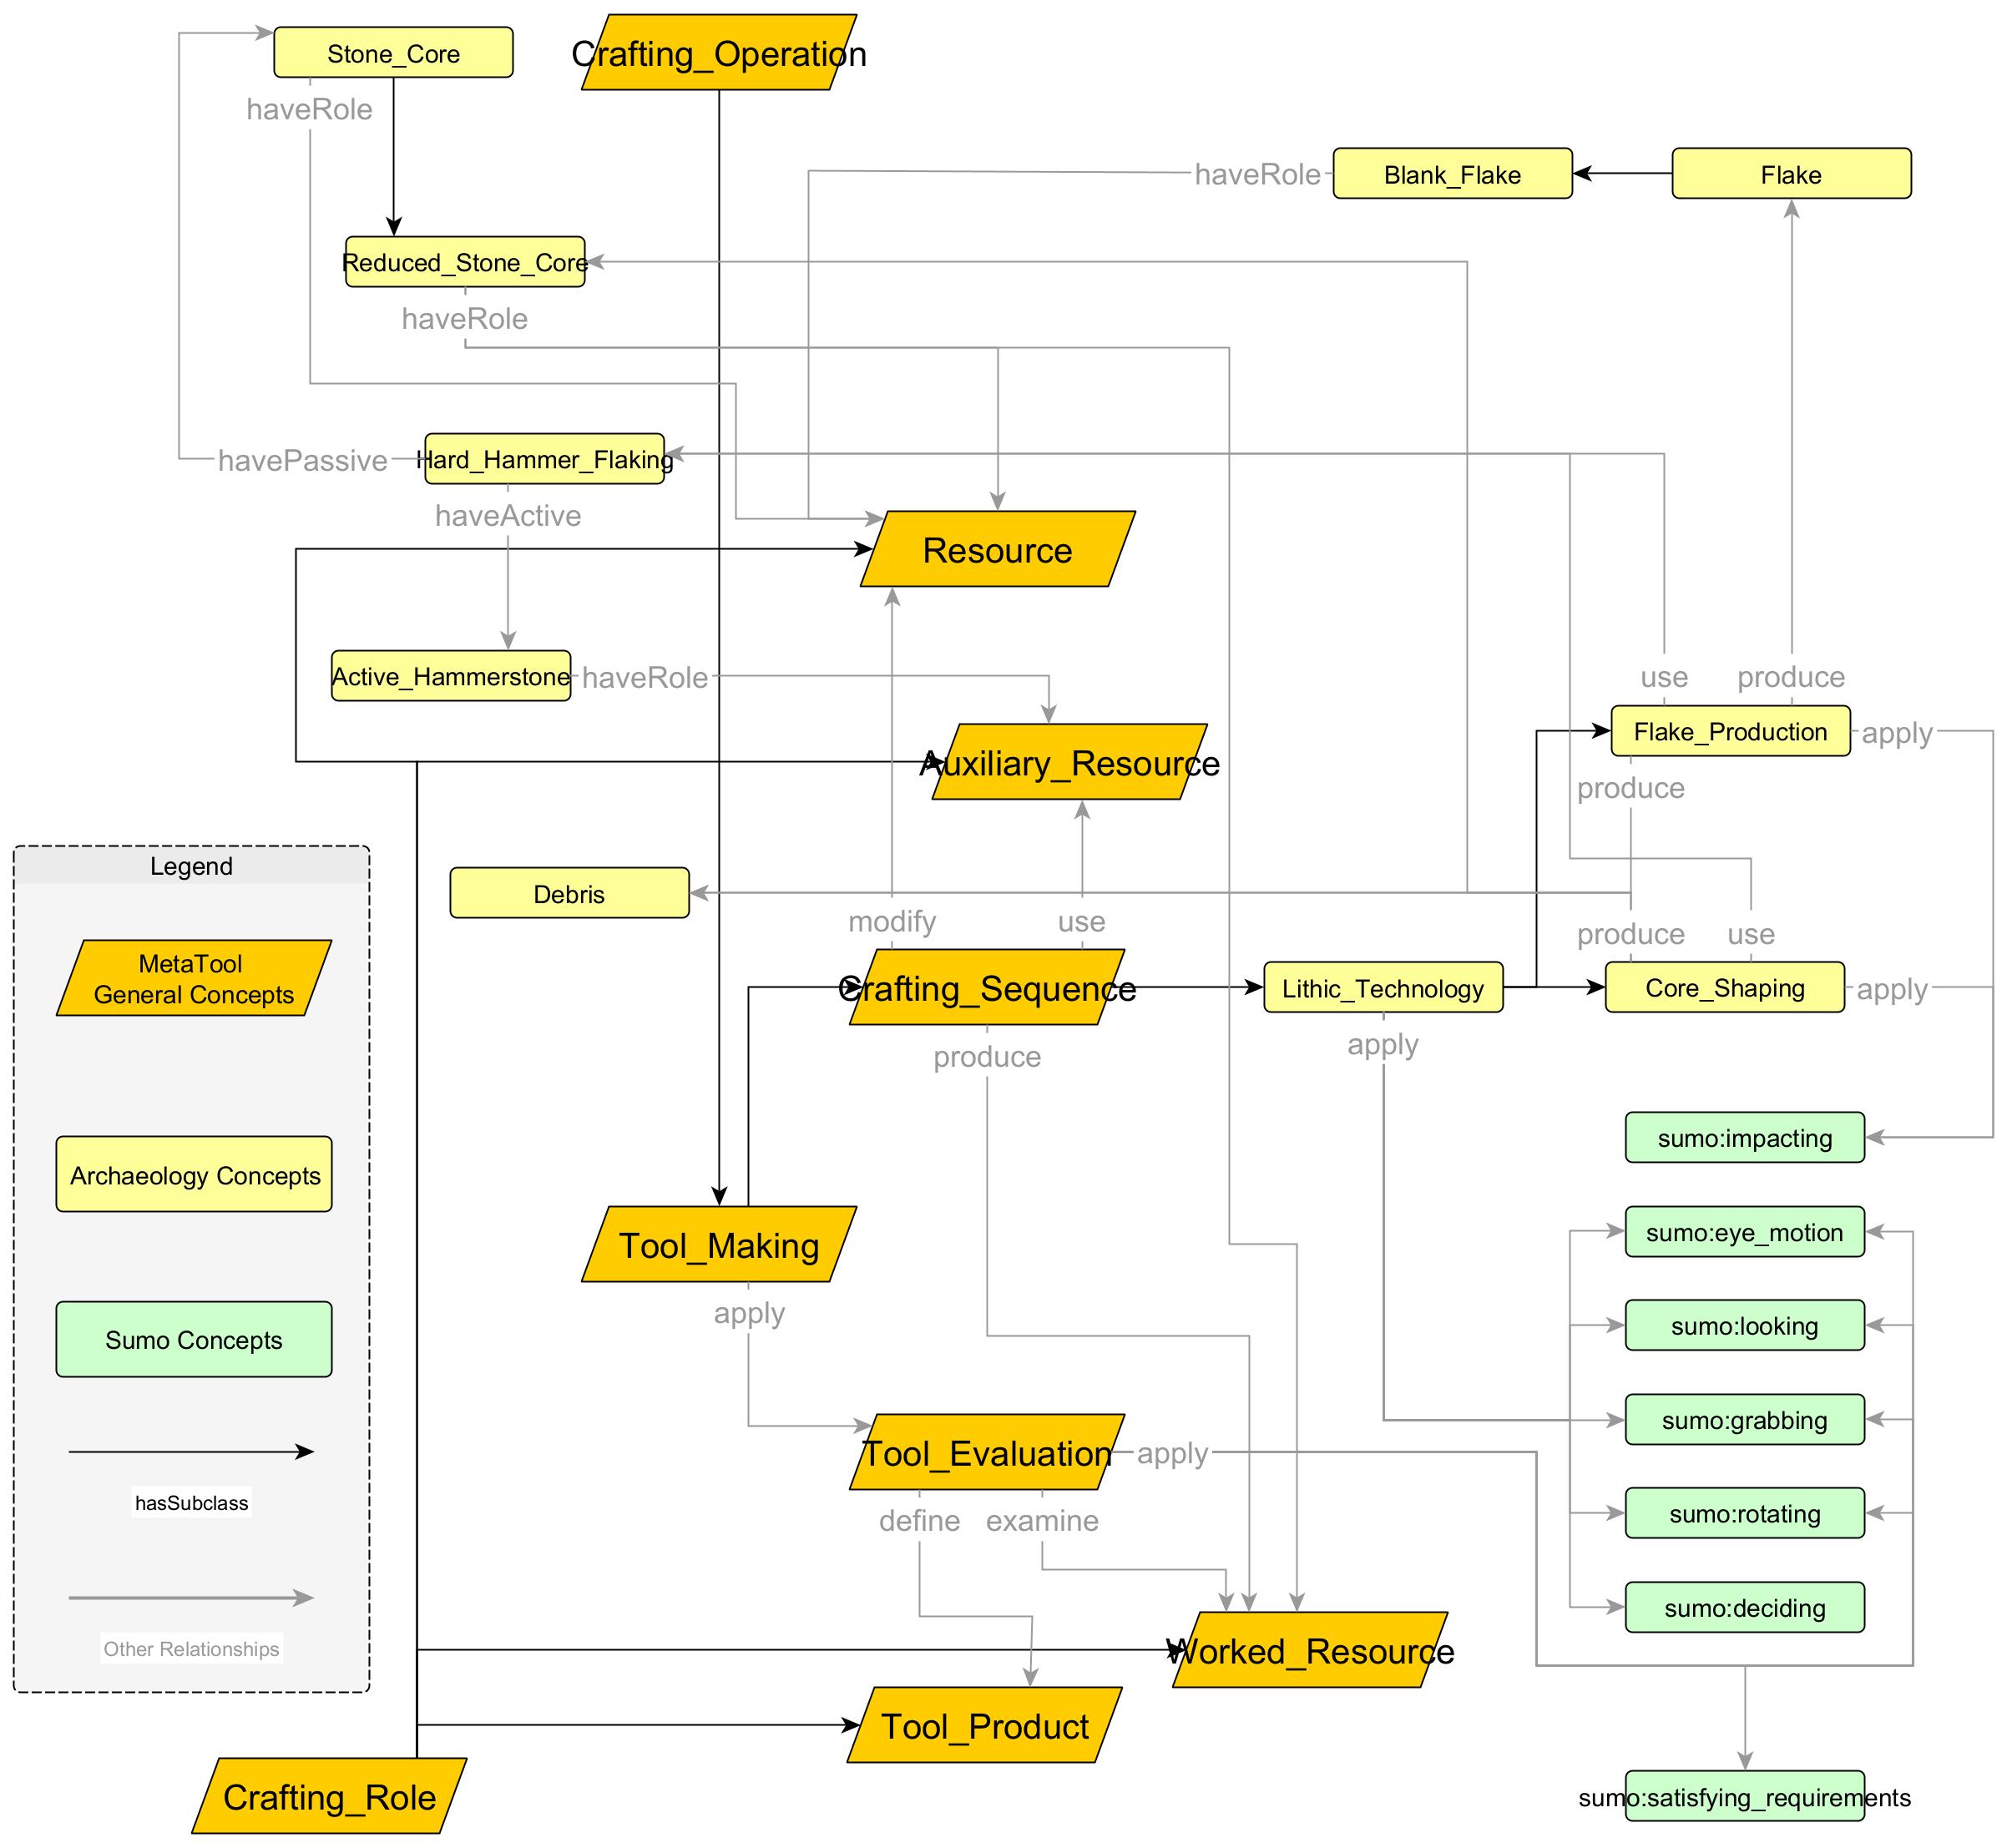 Stone_Core
Crafting_Operation
haveRole
haveRole
Blank_Flake
Flake
Reduced_Stone_Core
haveRole
havePassive
Hard_Hammer_Flaking
haveActive
Resource
Active_Hammerstone
haveRole
use
produce
Flake_Production
apply
Auxiliary_Resource
produce
Legend
Debris
modify
use
produce
use
MetaTool
General Concepts
Crafting_Sequence
Lithic_Technology
Core_Shaping
apply
produce
apply
sumo:impacting
Archaeology Concepts
Tool_Making
sumo:eye_motion
apply
sumo:looking
Sumo Concepts
sumo:grabbing
Tool_Evaluation
apply
hasSubclass
define
examine
sumo:rotating
sumo:deciding
Other Relationships
Worked_Resource
Tool_Product
Crafting_Role
sumo:satisfying_requirements